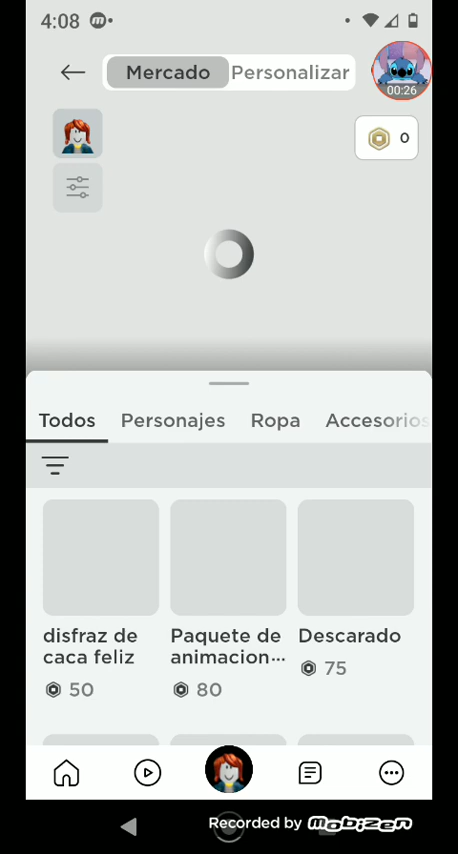 4:08
Mercado Personalizar
00:26
0
Todos Personajes Ropa Accesorios
disfraz de
caca feliz
50
Paquete de
animacion...
80
Descarado
75
Recorded by mobizen